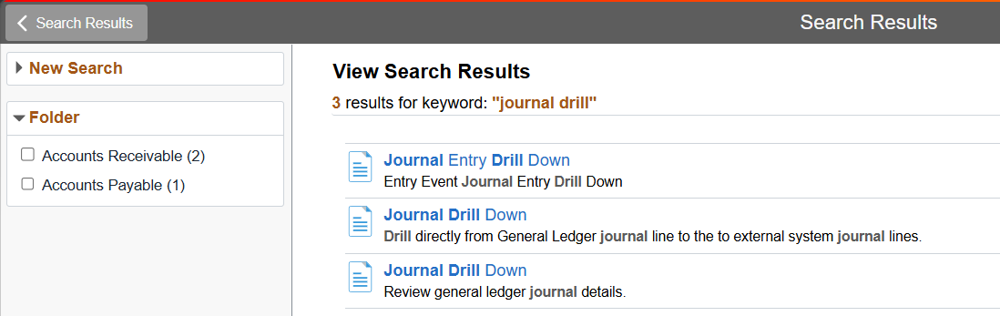 Search Results
Search Results
New Search
Folder
Accounts Receivable (2)
Accounts Payable (1)
View Search Results
3 results for keyword: "journal drill"
Journal Entry Drill Down
Entry Event Journal Entry Drill Down
Journal Drill Down
Drill directly from General Ledger journal line to the to external system journal lines.
Journal Drill Down
Review general ledger journal details.